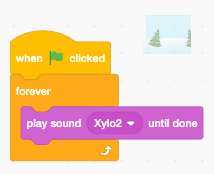 when clicked
forever
play sound Xylo2 until done